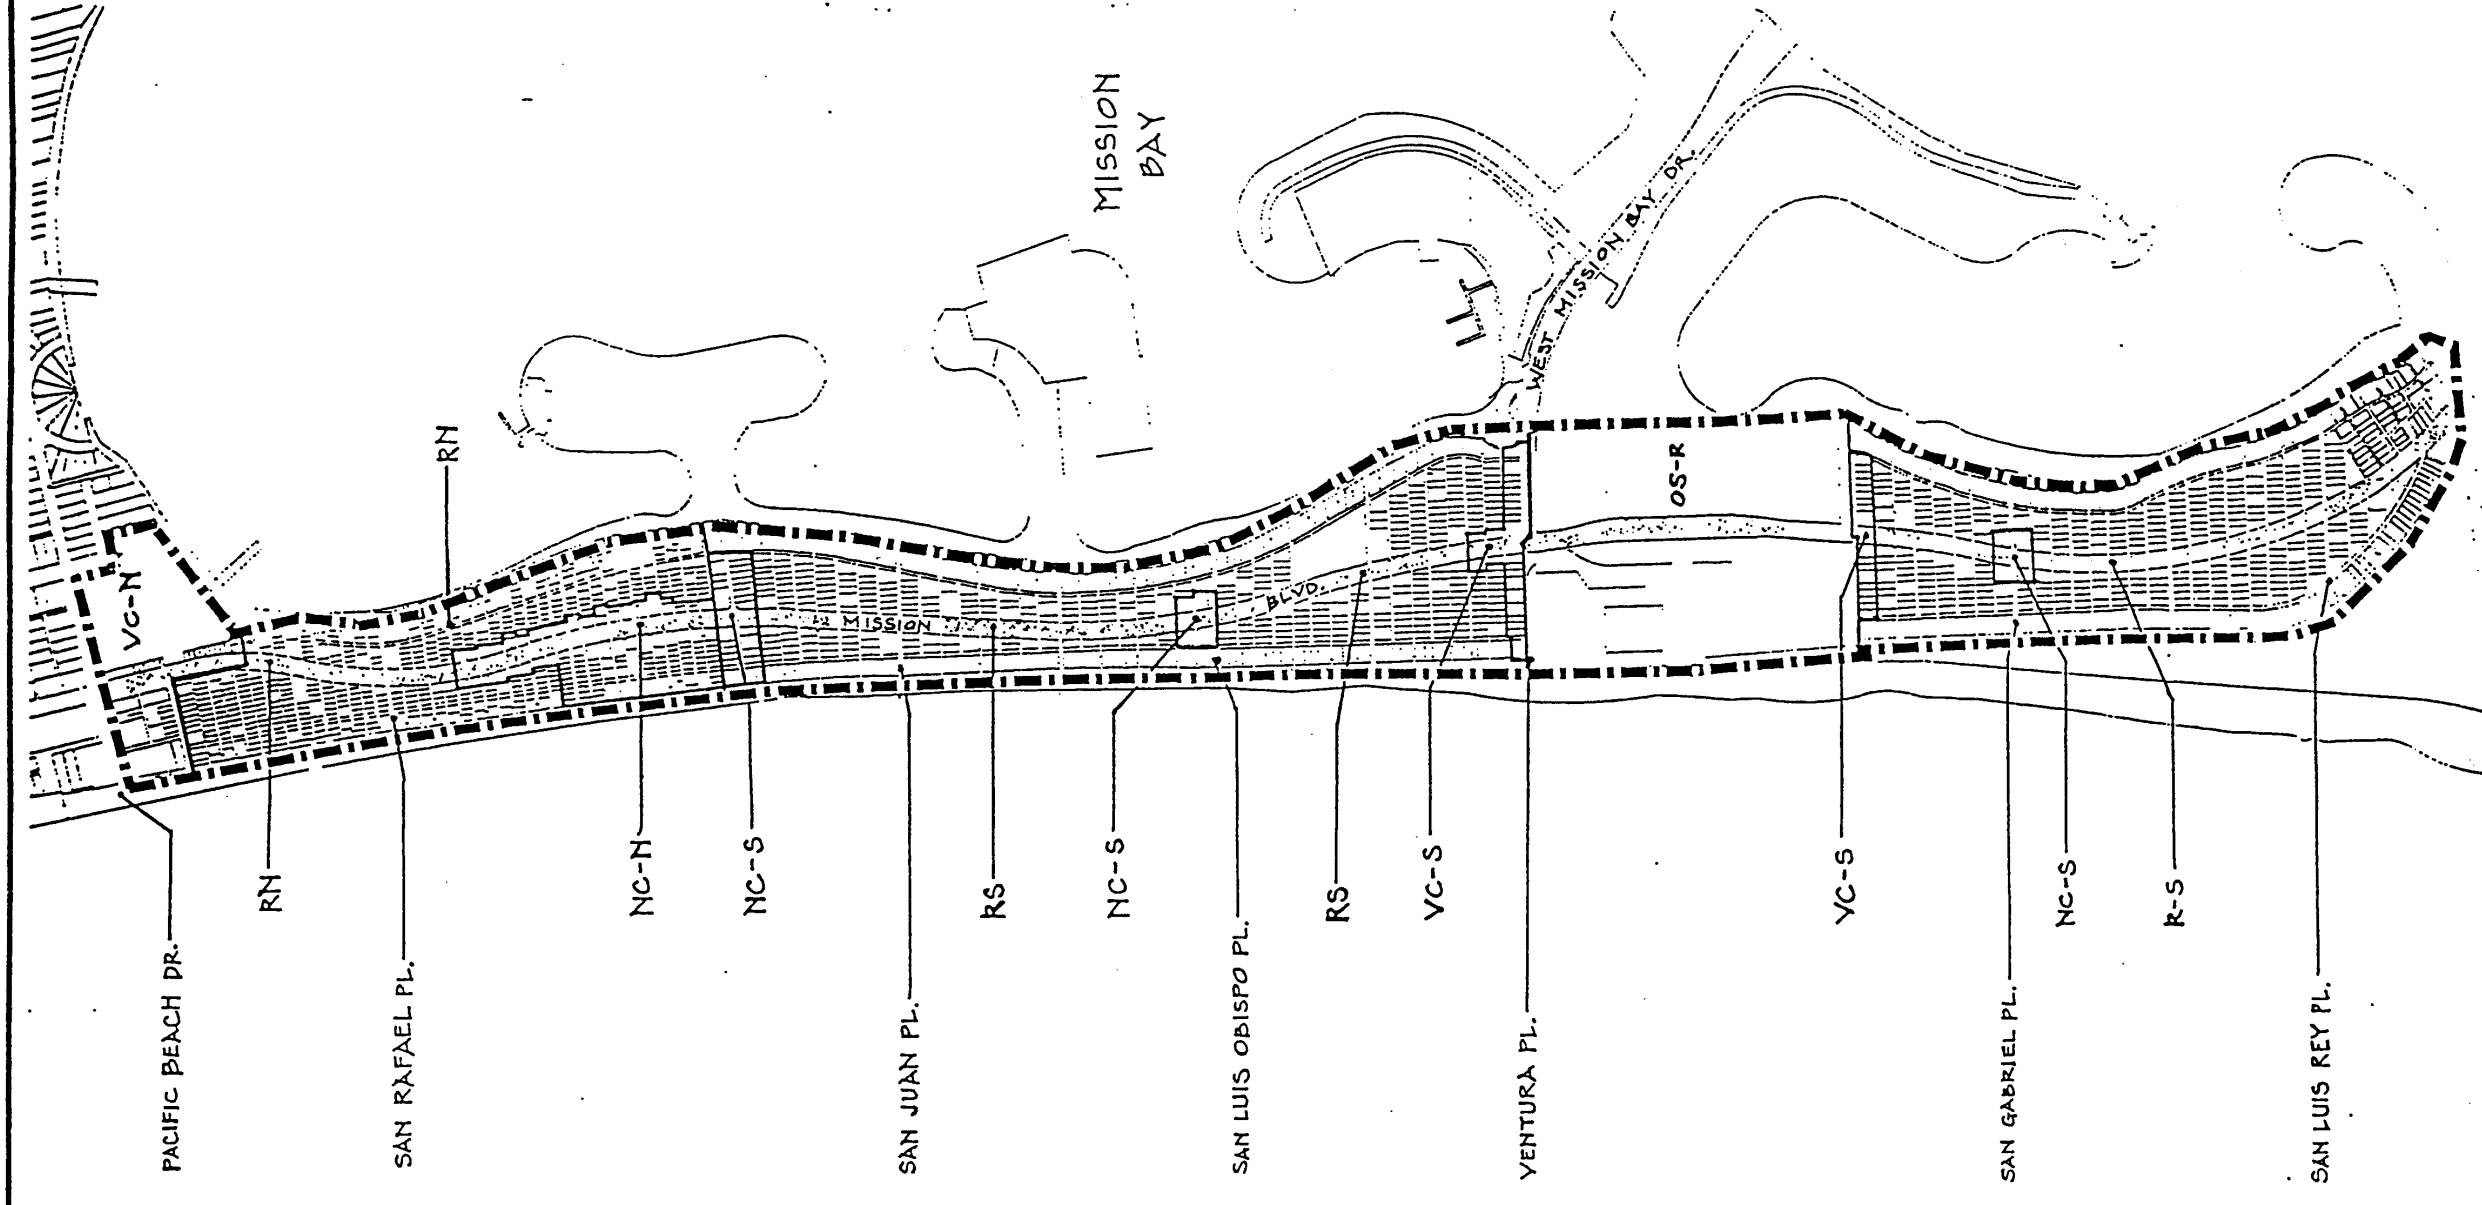 MISSION
BAY
WEST MISSION BAY DR.
RN
OS-R
VC-N
MISSION
BLVD.
RN
NC-N
NC-S
RS
NC-S
RS
VC-S
VC-S
NC-S
R-S
PACIFIC BEACH DR.
SAN RAFAEL PL.
SAN JUAN PL.
SAN LUIS OBISPO PL.
VENTURA PL.
SAN GABRIEL PL.
SAN LUIS REY PL.